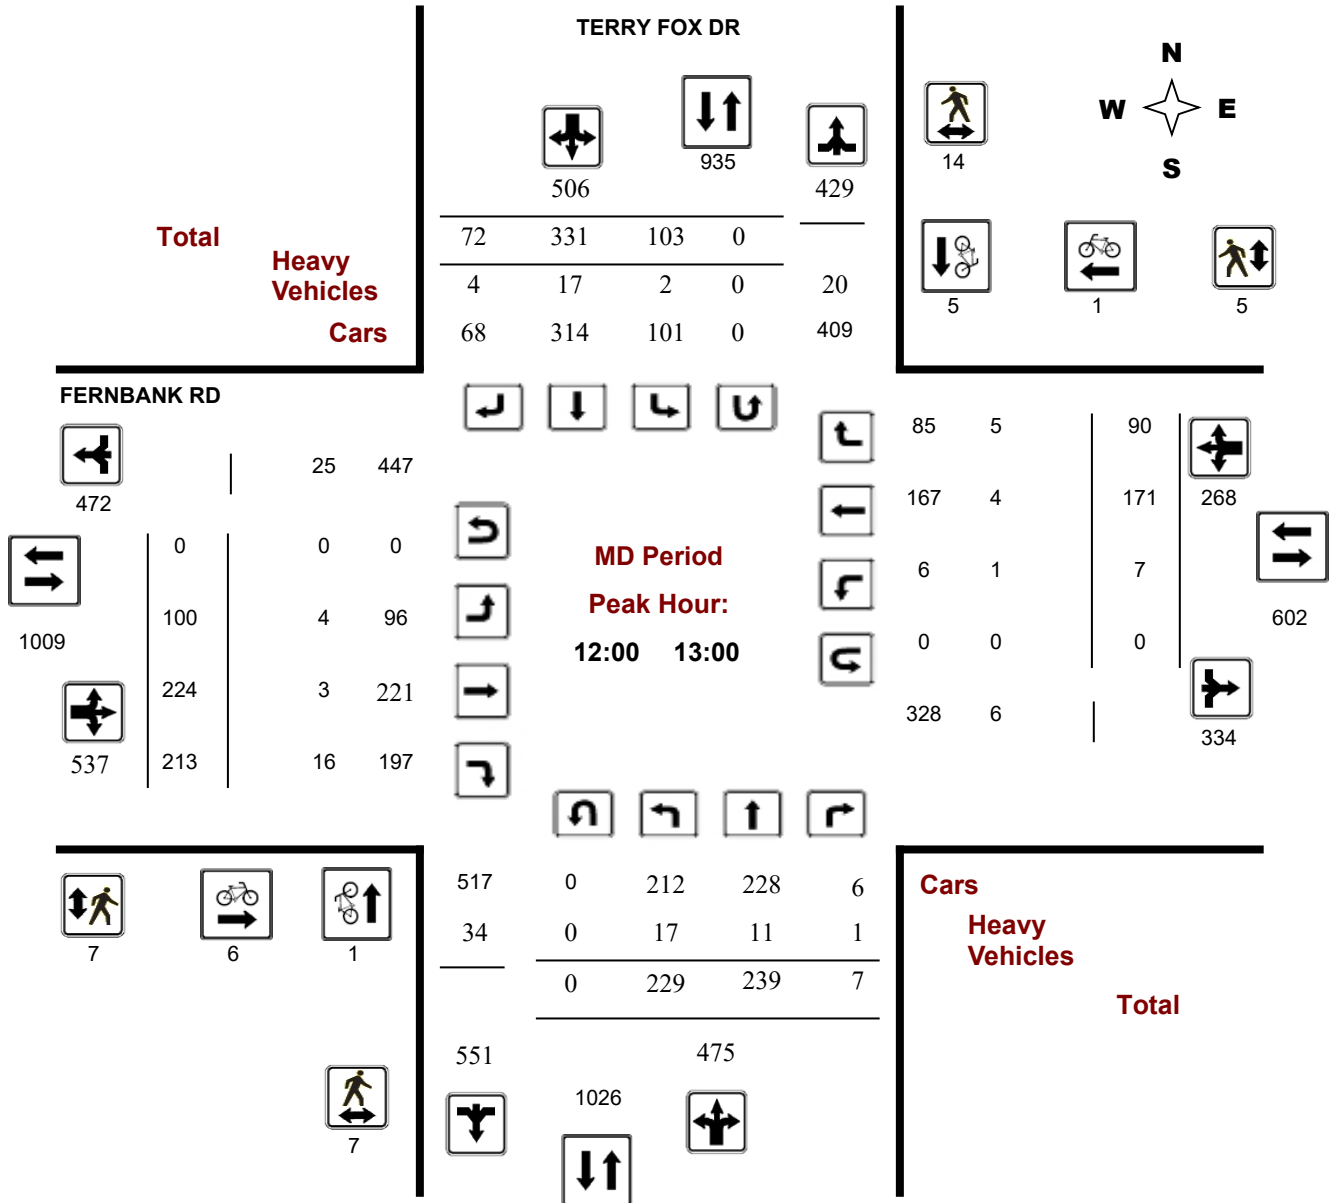 TERRY FOX DR
N
W E
S
935
14
506
429
Total
72 331 103 0
Heavy
Vehicles
4 17 2 0 20
5 1 5
Cars
68 314 101 0 409
FERNBANK RD
85 5 90
25 447
472
167 4 171 268
0 0 0
MD Period
6 1 7
Peak Hour:
100 4 96
602
1009
12:00 13:00
0 0 0
224 3 221
328 6
334
537 213 16 197
517 0 212 228 6
Cars
34 0 17 11 1
Heavy
Vehicles
7 6 1
0 229 239 7
Total
551 475
1026
7